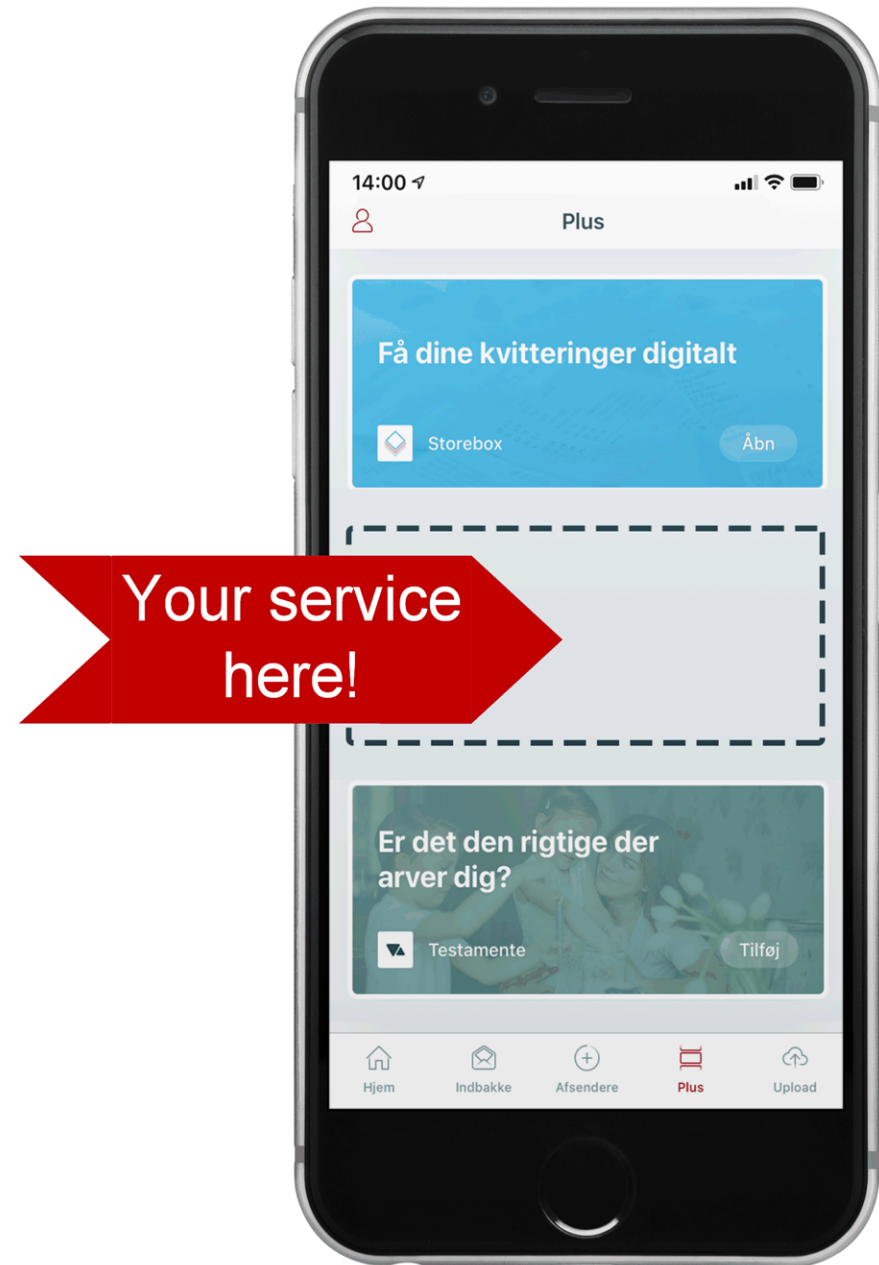 14:00
Plus
Få dine kvitteringer digitalt
Storebox
Åbn
Your service
here!
Er det den rigtige der
arver dig?
Testamente
Tilføj
Hjem
Indbakke
Afsendere
Plus
Upload